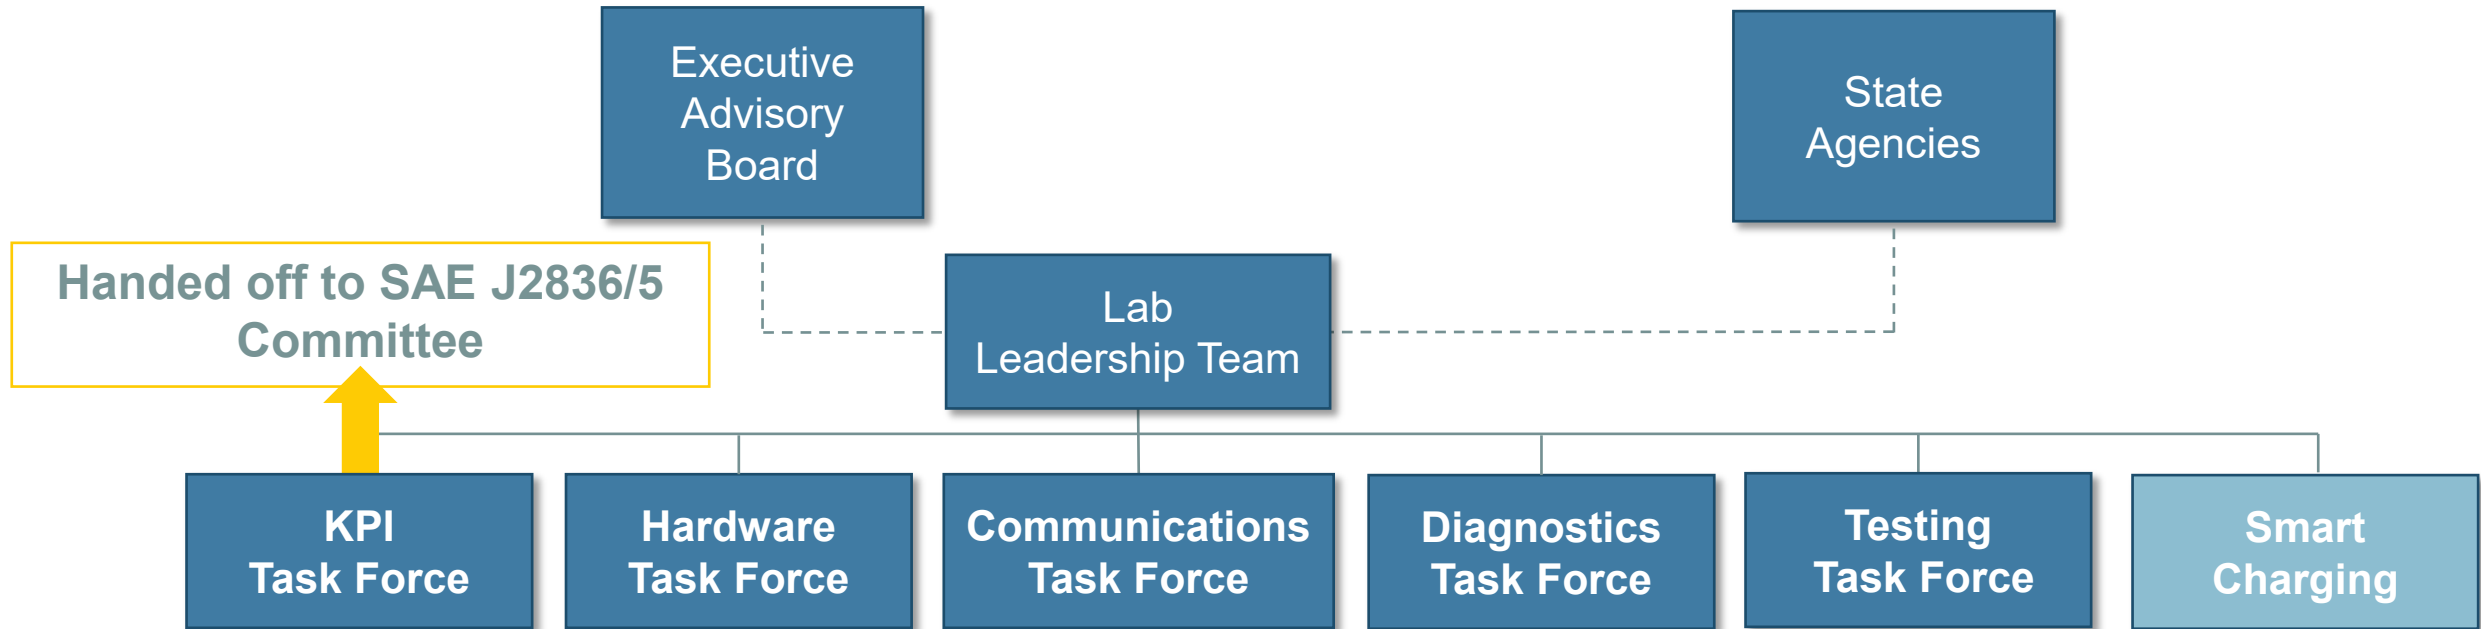 Executive
Advisory
Board
State
Agencies
Handed off to SAE J2836/5
Committee
Lab
Leadership Team
KPI
Task Force
Hardware
Task Force
Communications
Task Force
Diagnostics
Task Force
Testing
Task Force
Smart
Charging